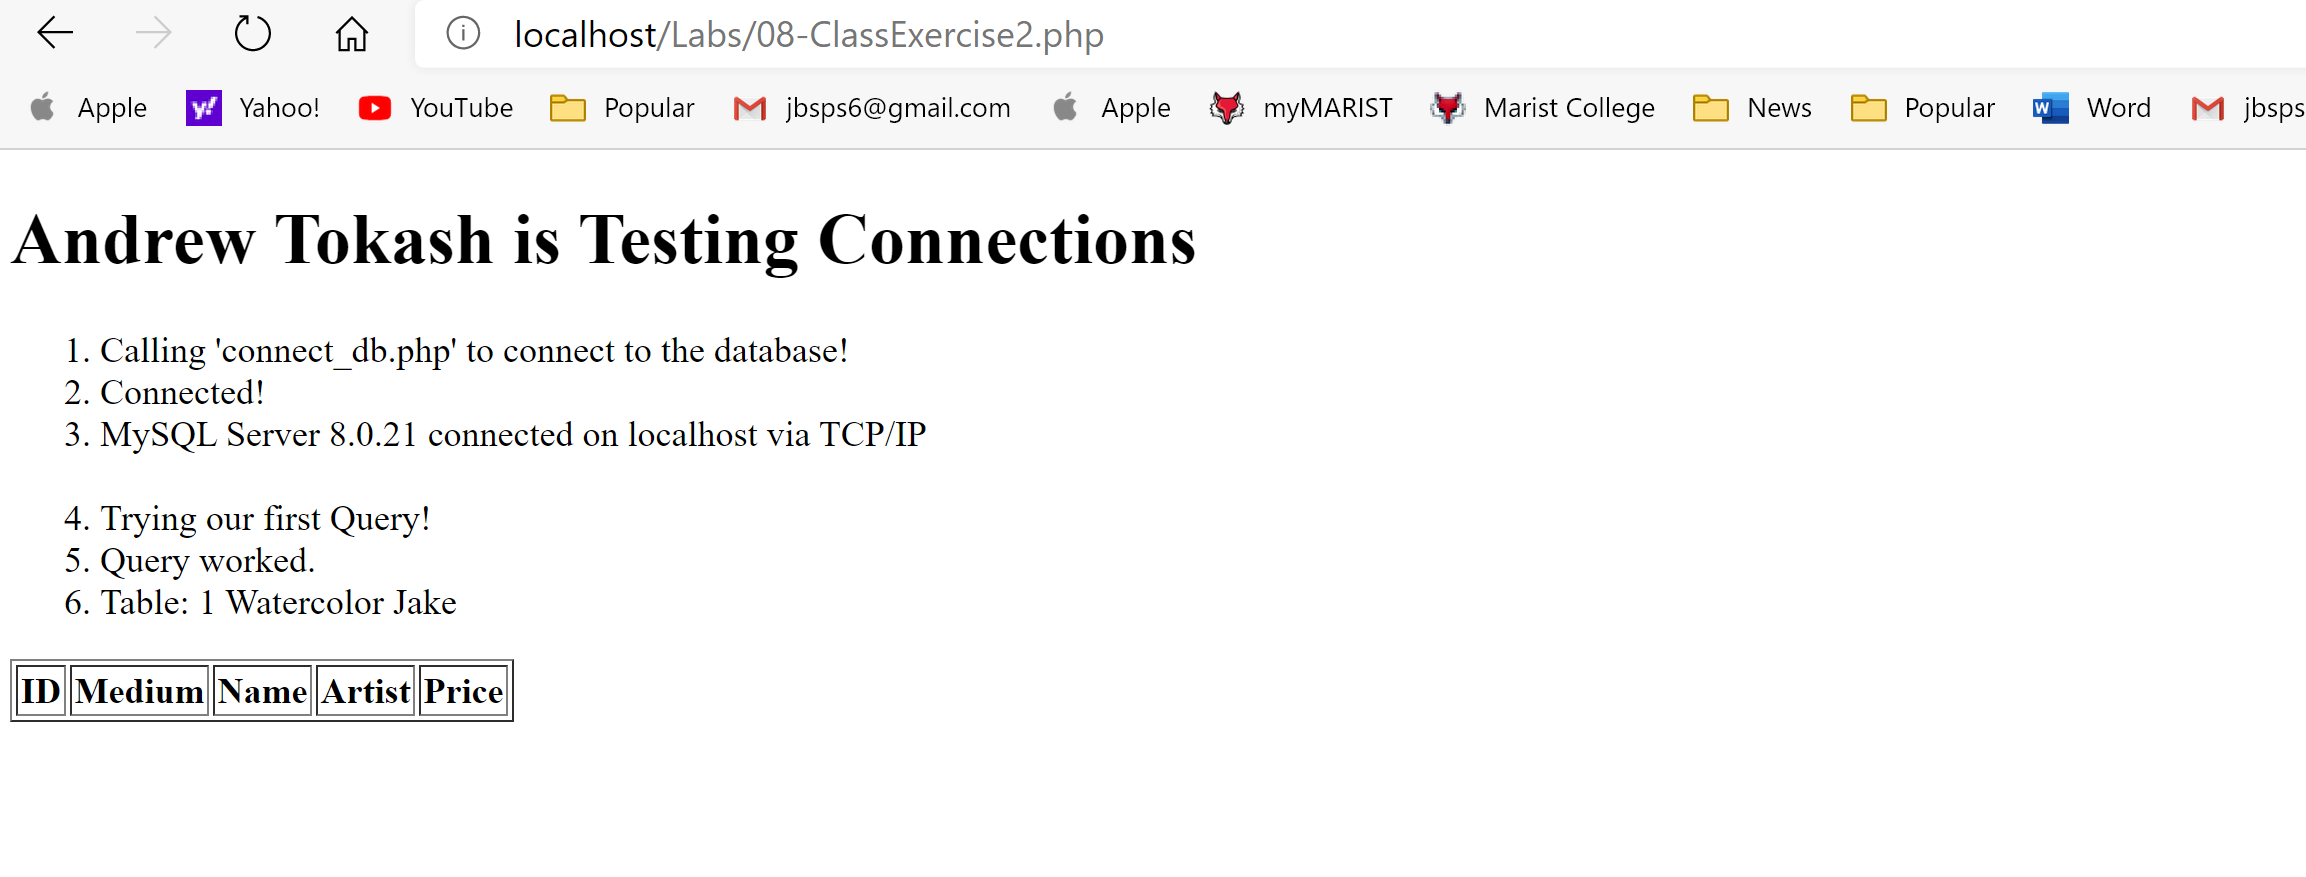 localhost/Labs/08-ClassExercise2.php
Apple Yahoo! YouTube Popular jbsps6@gmail.com Apple myMARIST Marist College News Popular Word jbsps
Andrew Tokash is Testing Connections
1. Calling 'connect_db.php' to connect to the database!
2. Connected!
3. MySQL Server 8.0.21 connected on localhost via TCP/IP
4. Trying our first Query!
5. Query worked.
6. Table: 1 Watercolor Jake
ID Medium Name Artist Price